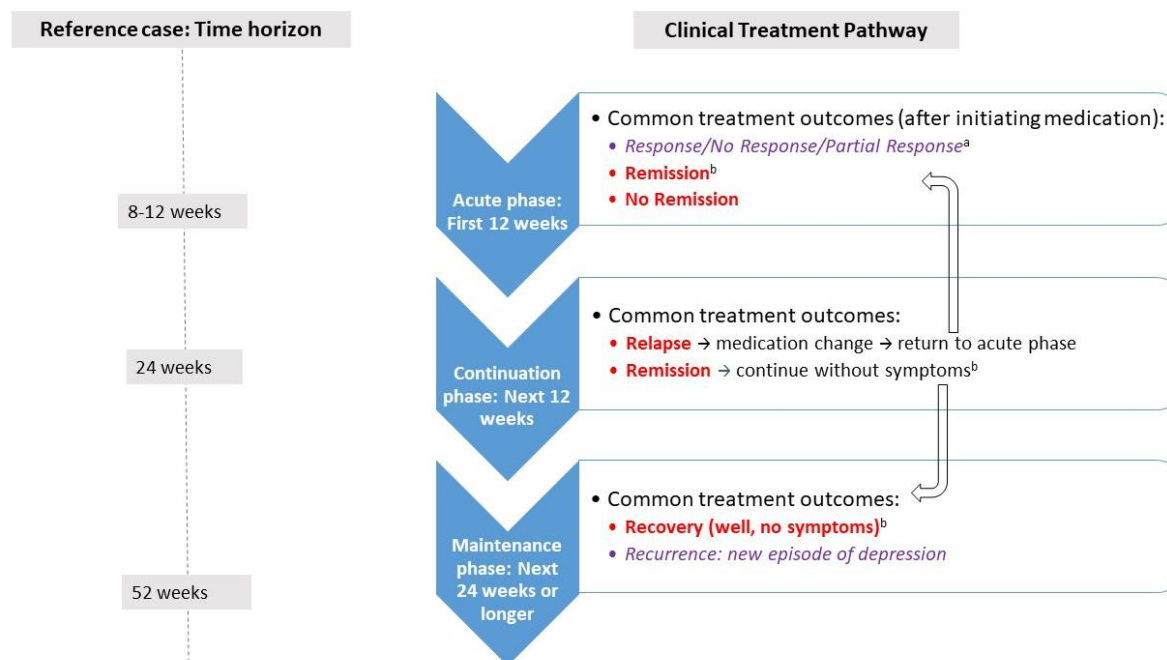 Reference case: Time horizon
Clinical Treatment Pathway
8-12 weeks
24 weeks
52 weeks
Acute phase:
First 12 weeks
• Common treatment outcomes (after initiating medication):
• Response/No Response/Partial Responseᵃ
• Remissionᵇ
• No Remission
Continuation
phase: Next 12
weeks
• Common treatment outcomes:
• Relapse → medication change → return to acute phase
• Remission → continue without symptomsᵇ
Maintenance
phase: Next
24 weeks or
longer
• Common treatment outcomes:
• Recovery (well, no symptoms)ᵇ
• Recurrence: new episode of depression